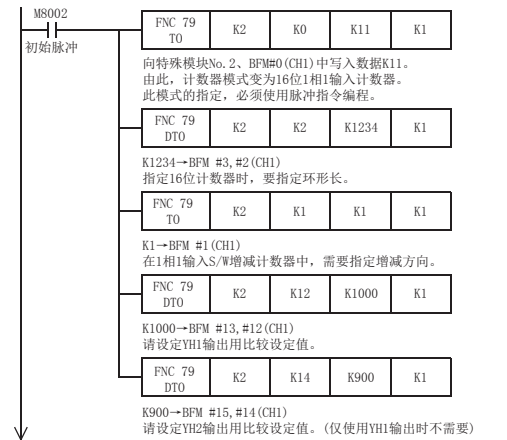 M8002
初始脉冲
FNC 79
TO
K2
K0
K11
K1
向特殊模块No.2、BFM#0(CH1)中写入数据K11。
由此，计数器模式变为16位1相1输入计数器。
此模式的指定，必须使用脉冲指令编程。
FNC 79
DTO
K2
K2
K1234
K1
K1234→BFM #3,#2(CH1)
指定16位计数器时，要指定环形长。
FNC 79
TO
K2
K1
K1
K1
K1→BFM #1(CH1)
在1相1输入S/W增减计数器中，需要指定增减方向。
FNC 79
DTO
K2
K12
K1000
K1
K1000→BFM #13,#12(CH1)
请设定YH1输出用比较设定值。
FNC 79
DTO
K2
K14
K900
K1
K900→BFM #15,#14(CH1)
请设定YH2输出用比较设定值。(仅使用YH1输出时不需要)